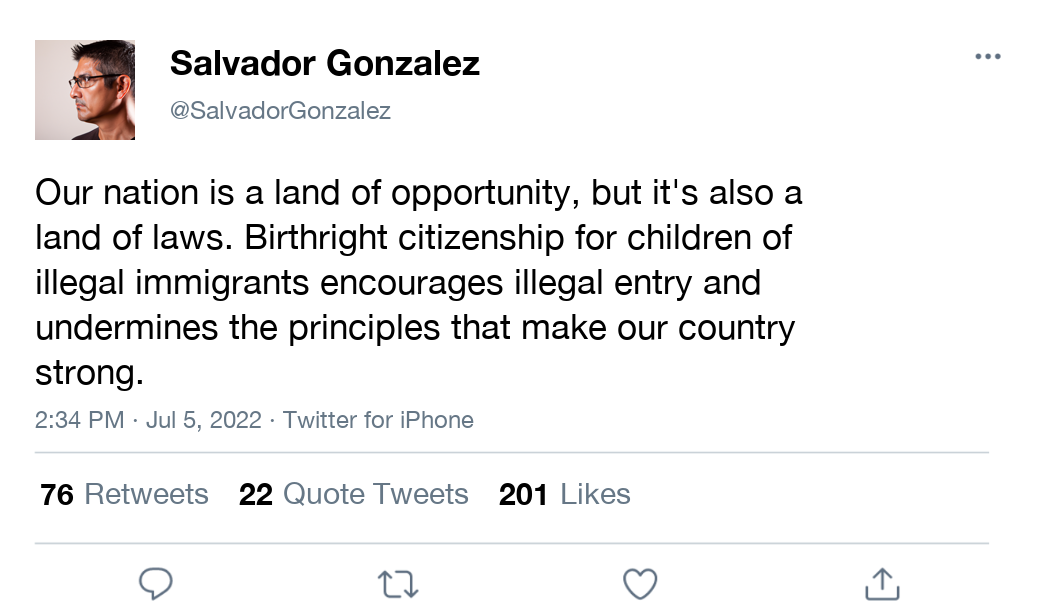 Salvador Gonzalez
@SalvadorGonzalez
Our nation is a land of opportunity, but it's also a
land of laws. Birthright citizenship for children of
illegal immigrants encourages illegal entry and
undermines the principles that make our country
strong.
2:34 PM · Jul 5, 2022 · Twitter for iPhone
76 Retweets 22 Quote Tweets 201 Likes